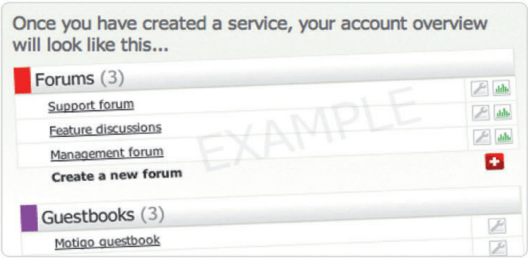 Once you have created a service, your account overview
will look like this...
Forums (3)
Support forum
Feature discussions
Management forum
Create a new forum
EXAMPLE
Guestbooks (3)
Motigo guestbook